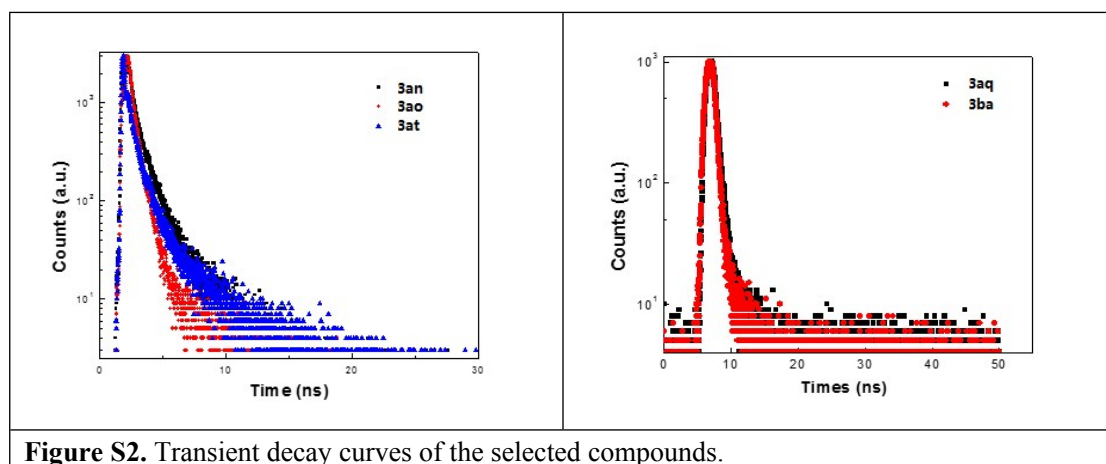 3an
3ao
3at
10³
10²
10¹
Counts (a.u.)
0 10 20 30
Time (ns)
3aq
3ba
10³
10²
10¹
Counts (a.u.)
0 10 20 30 40 50
Times (ns)
Figure S2. Transient decay curves of the selected compounds.